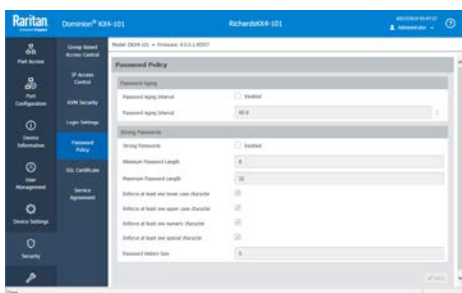 Raritan
Dominion® KX4-101
RichardsKX4-101
Administrator
Port Access
Port Configuration
Device Information
User Management
Device Settings
Security
Group Based Access Control
IP Access Control
KVM Security
Login Settings
Password Policy
SSL Certificate
Service Agreement
Password Policy
Password Aging
Password Aging Interval
Enabled
Password Aging Interval
60 d
Strong Passwords
Strong Passwords
Enabled
Minimum Password Length
8
Maximum Password Length
Enforce at least one lower case character
Enforce at least one upper case character
Enforce at least one numeric character
Enforce at least one special character
Password History Size
5
Save